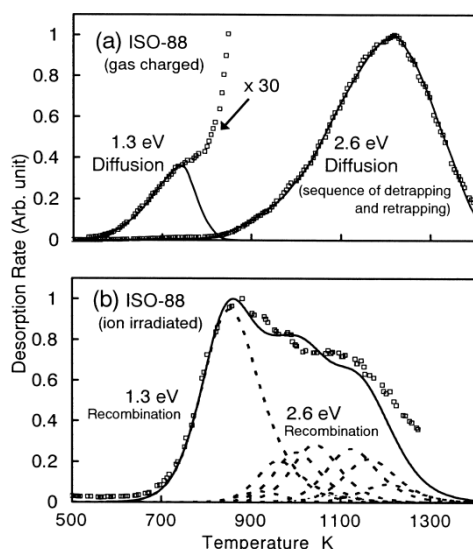 (a) ISO-88
(gas charged)
x 30
1.3 eV
Diffusion
2.6 eV
Diffusion
(sequence of detrapping
and retrapping)
1
0.8
0.6
0.4
0.2
0
900
1100
1300
Desorption Rate (Arb. unit)
(b) ISO-88
(ion irradiated)
1.3 eV
Recombination
2.6 eV
Recombination
1
0.8
0.6
0.4
0.2
0
500
700
900
1100
1300
Temperature K